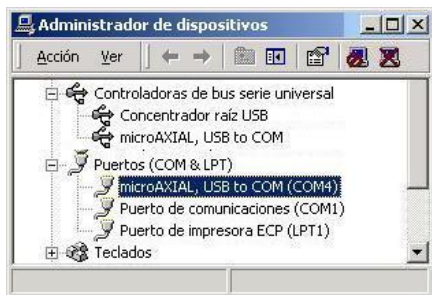 Administrador de dispositivos
Acción Ver
Controladoras de bus serie universal
Concentrador raíz USB
microAXIAL, USB to COM
Puertos (COM & LPT)
microAXIAL, USB to COM (COM4)
Puerto de comunicaciones (COM1)
Puerto de impresora ECP (LPT1)
Teclados